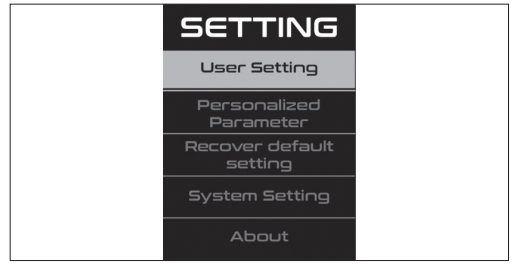 SETTING
User Setting
Personalized
Parameter
Recover default
setting
System Setting
About